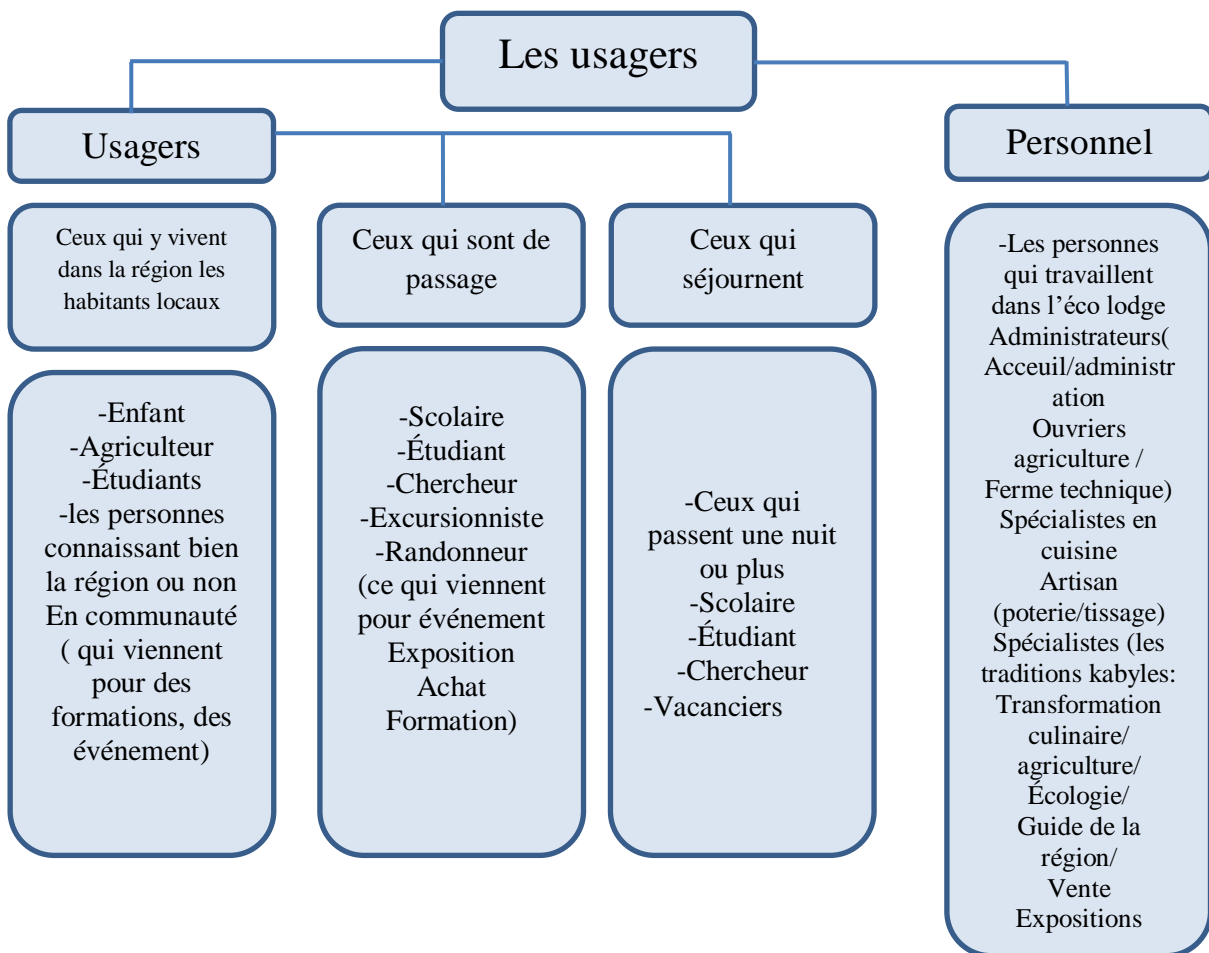 Les usagers
Usagers
Personnel
Ceux qui y vivent
dans la région les
habitants locaux
Ceux qui sont de
passage
Ceux qui
séjournent
-Enfant
-Agriculteur
-Étudiants
-les personnes
connaissant bien
la région ou non
En communauté
( qui viennent
pour des
formations, des
événement)
-Scolaire
-Étudiant
-Chercheur
-Excursionniste
-Randonneur
(ce qui viennent
pour événement
Exposition
Achat
Formation)
-Ceux qui
passent une nuit
ou plus
-Scolaire
-Étudiant
-Chercheur
-Vacanciers
-Les personnes
qui travaillent
dans l’éco lodge
Administrateurs(
Acceuil/administr
ation
Ouvriers
agriculture /
Ferme technique)
Spécialistes en
cuisine
Artisan
(poterie/tissage)
Spécialistes (les
traditions kabyles:
Transformation
culinaire/
agriculture/
Écologie/
Guide de la
région/
Vente
Expositions